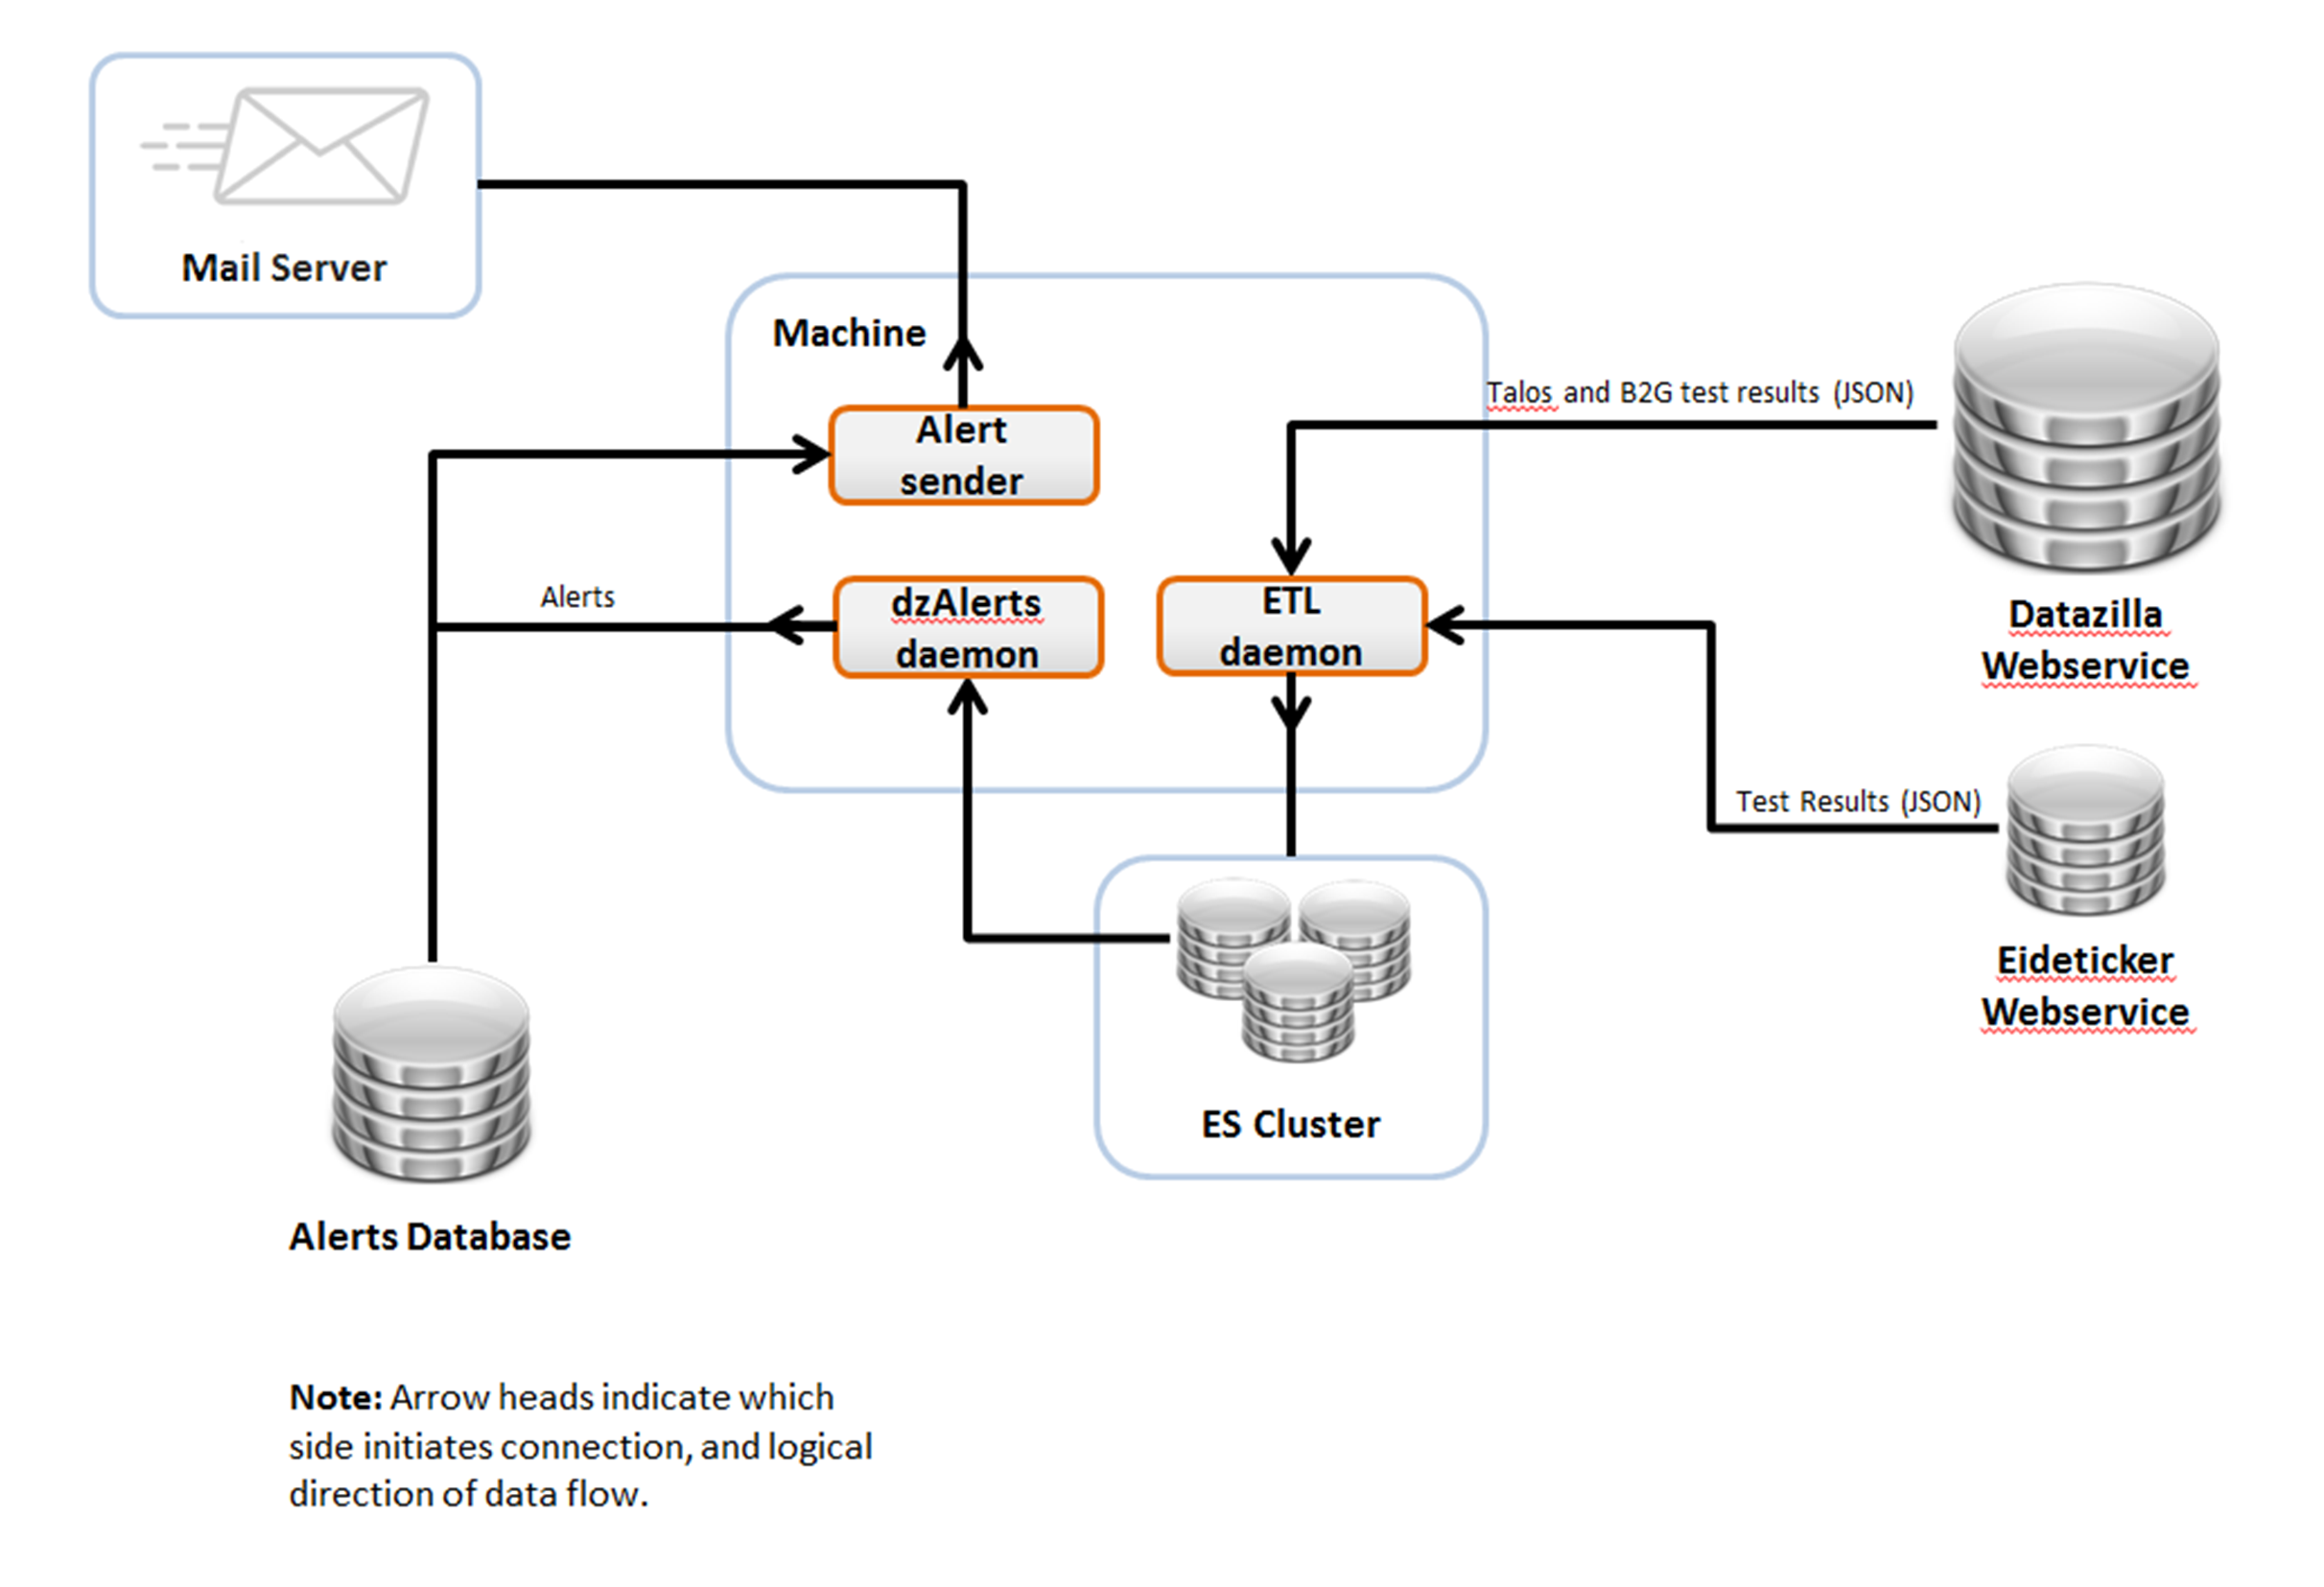 Mail Server
Machine
Alert
sender
Talos and B2G test results (JSON)
Alerts
dzAlerts
daemon
ETL
daemon
Datazilla
Webservice
Test Results (JSON)
Eideticker
Webservice
ES Cluster
Alerts Database
Note: Arrow heads indicate which
side initiates connection, and logical
direction of data flow.